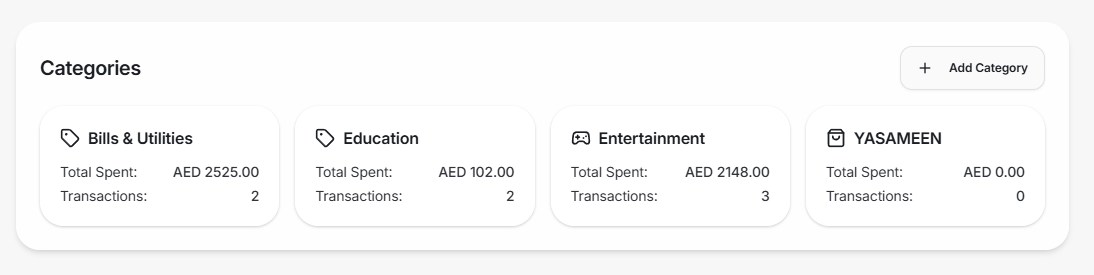 Categories
+ Add Category
Bills & Utilities
Total Spent: AED 2525.00
Transactions: 2
Education
Total Spent: AED 102.00
Transactions: 2
Entertainment
Total Spent: AED 2148.00
Transactions: 3
YASAMEEN
Total Spent: AED 0.00
Transactions: 0